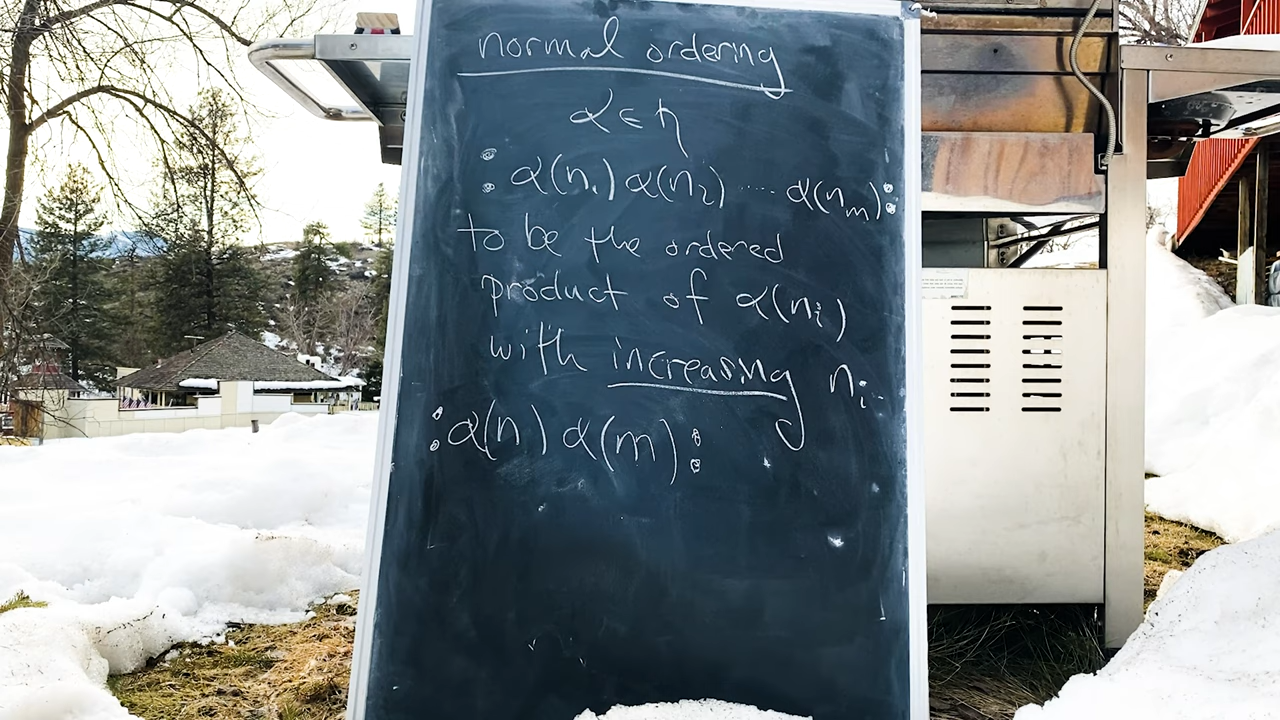 normal ordering
α ∈ 𝔥
: α(n₁) α(n₂) ..... α(nₘ) :
to be the ordered
product of α(nᵢ)
with increasing nᵢ.
: α(n) α(m) :